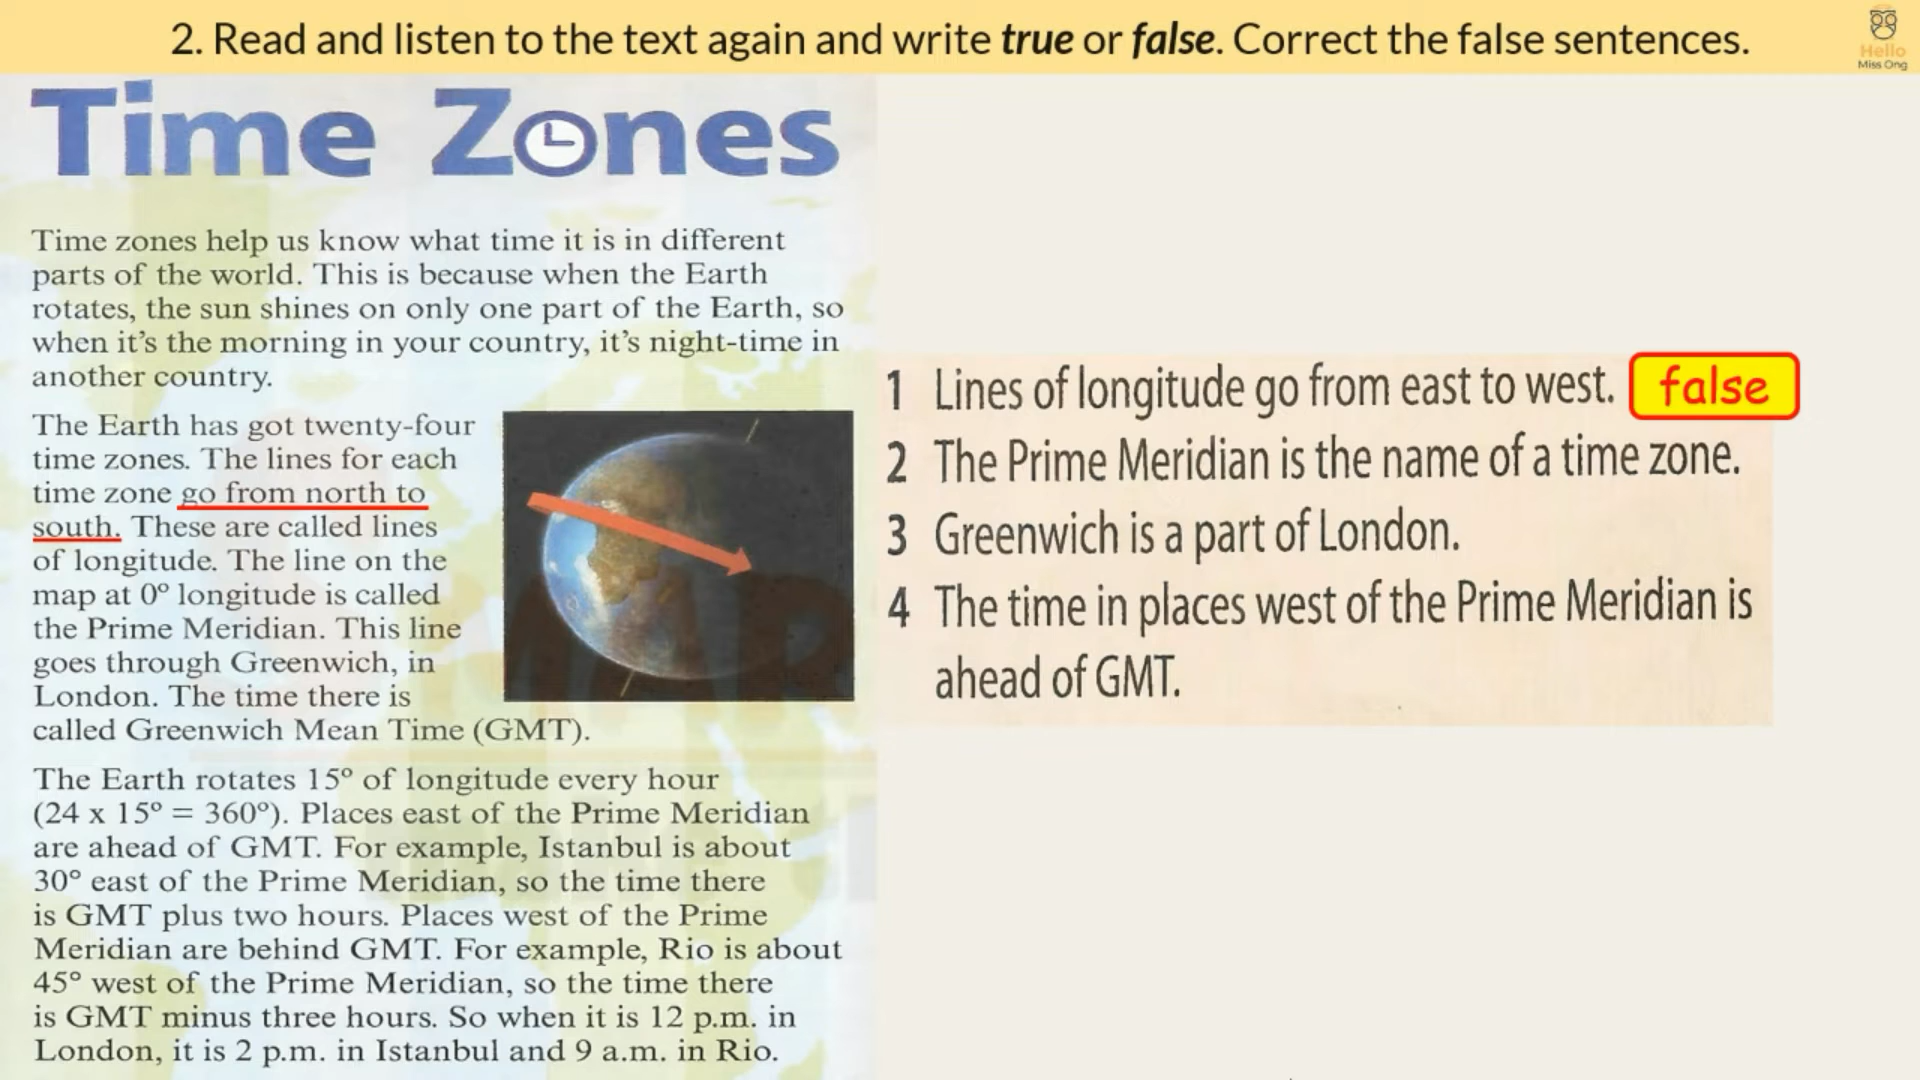 2. Read and listen to the text again and write true or false. Correct the false sentences.
Hello
Miss Ong
Time Zones
Time zones help us know what time it is in different
parts of the world. This is because when the Earth
rotates, the sun shines on only one part of the Earth, so
when it's the morning in your country, it's night-time in
another country.
The Earth has got twenty-four
time zones. The lines for each
time zone go from north to
south. These are called lines
of longitude. The line on the
map at 0º longitude is called
the Prime Meridian. This line
goes through Greenwich, in
London. The time there is
called Greenwich Mean Time (GMT).
The Earth rotates 15º of longitude every hour
(24 x 15º = 360º). Places east of the Prime Meridian
are ahead of GMT. For example, Istanbul is about
30º east of the Prime Meridian, so the time there
is GMT plus two hours. Places west of the Prime
Meridian are behind GMT. For example, Rio is about
45º west of the Prime Meridian, so the time there
is GMT minus three hours. So when it is 12 p.m. in
London, it is 2 p.m. in Istanbul and 9 a.m. in Rio.
1 Lines of longitude go from east to west. false
2 The Prime Meridian is the name of a time zone.
3 Greenwich is a part of London.
4 The time in places west of the Prime Meridian is
ahead of GMT.